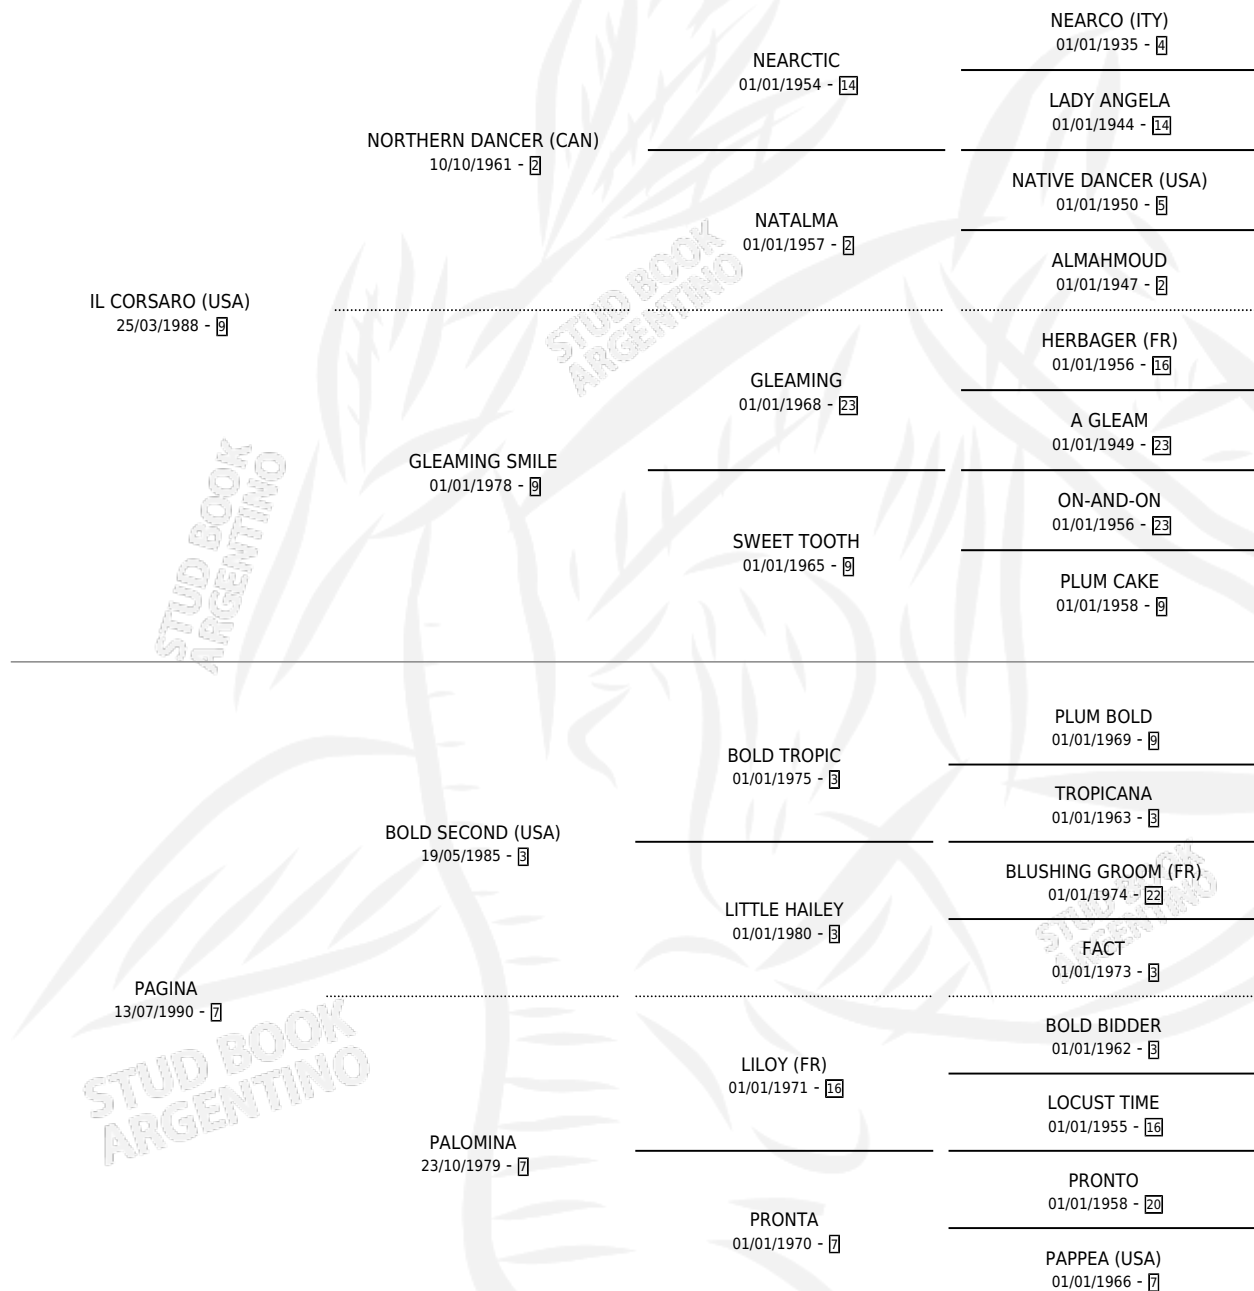 NEARCO (ITY)
01/01/1935 - 4
NEARCTIC
01/01/1954 - 14
LADY ANGELA
01/01/1944 - 14
NORTHERN DANCER (CAN)
10/10/1961 - 2
NATIVE DANCER (USA)
01/01/1950 - 5
NATALMA
01/01/1957 - 2
ALMAHMOUD
01/01/1947 - 2
IL CORSARO (USA)
25/03/1988 - 9
STUD BOOK
ARGENTINO
HERBAGER (FR)
01/01/1956 - 16
GLEAMING
01/01/1968 - 23
A GLEAM
01/01/1949 - 23
GLEAMING SMILE
01/01/1978 - 9
ON-AND-ON
01/01/1956 - 23
SWEET TOOTH
01/01/1965 - 9
PLUM CAKE
01/01/1958 - 9
STUD BOOK
ARGENTINO
PLUM BOLD
01/01/1969 - 9
BOLD TROPIC
01/01/1975 - 3
TROPICANA
01/01/1963 - 3
BOLD SECOND (USA)
19/05/1985 - 3
BLUSHING GROOM (FR)
01/01/1974 - 22
LITTLE HAILEY
01/01/1980 - 3
STUD BOOK
ARGENTINO
FACT
01/01/1973 - 3
PAGINA
13/07/1990 - 7
STUD BOOK
ARGENTINO
BOLD BIDDER
01/01/1962 - 3
LILOY (FR)
01/01/1971 - 16
LOCUST TIME
01/01/1955 - 16
PALOMINA
23/10/1979 - 7
PRONTO
01/01/1958 - 20
PRONTA
01/01/1970 - 7
PAPPEA (USA)
01/01/1966 - 7